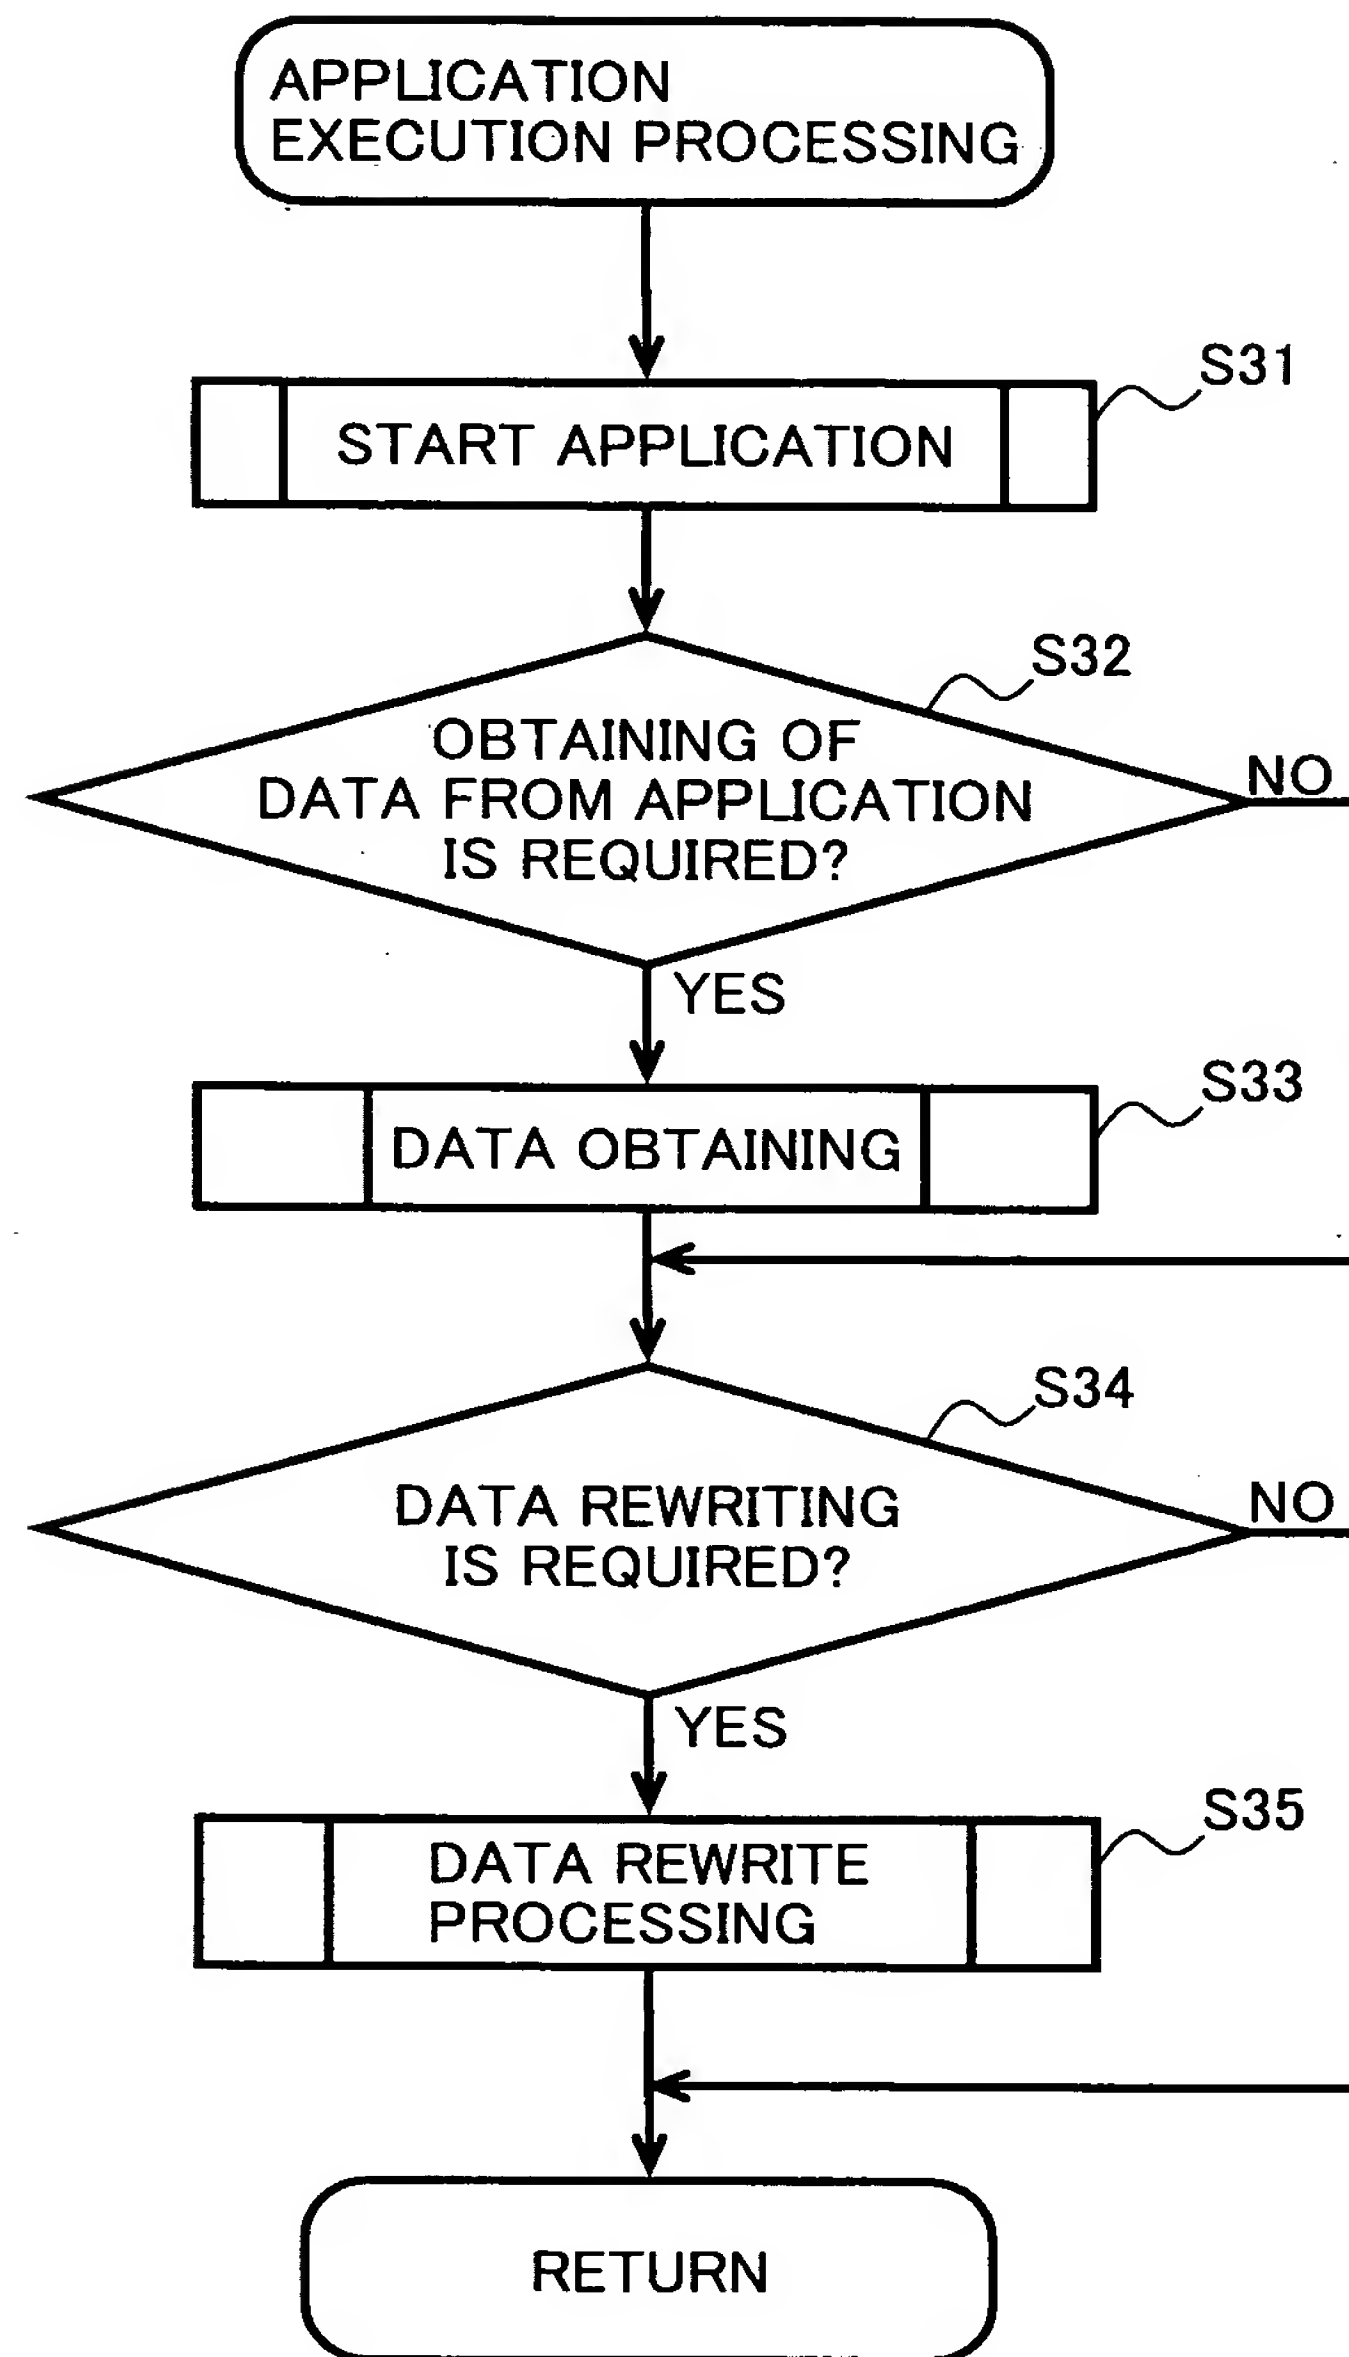 APPLICATION
EXECUTION PROCESSING
S31
START APPLICATION
S32
OBTAINING OF
DATA FROM APPLICATION
IS REQUIRED?
NO
YES
S33
DATA OBTAINING
S34
DATA REWRITING
IS REQUIRED?
NO
YES
S35
DATA REWRITE
PROCESSING
RETURN